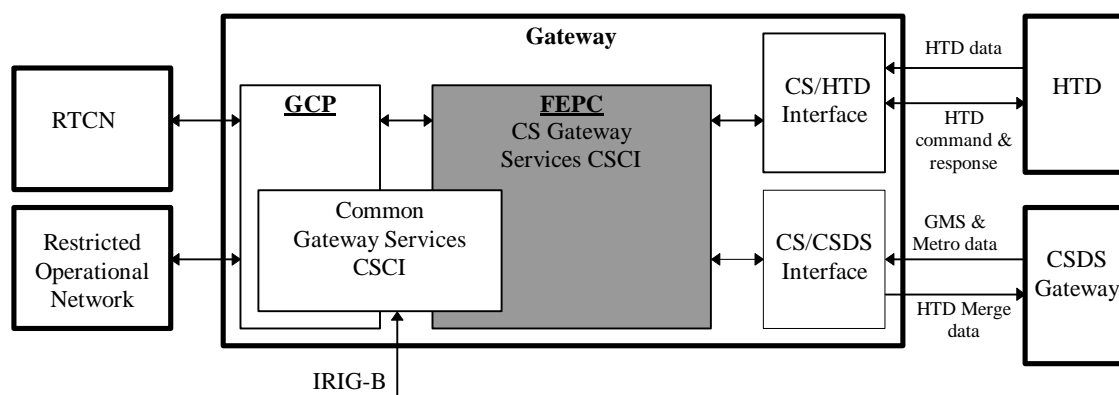 Gateway
RTCN
Restricted
Operational
Network
GCP
FEPC
CS Gateway
Services CSCI
Common
Gateway Services
CSCI
IRIG-B
CS/HTD
Interface
CS/CSDS
Interface
HTD data
HTD
command &
response
GMS &
Metro data
HTD Merge
data
HTD
CSDS
Gateway